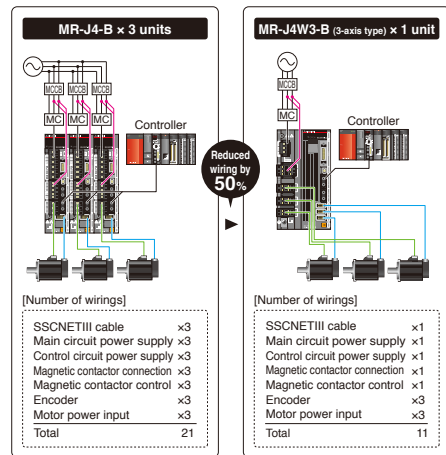 MR-J4-B × 3 units
MCCB MCCB MCCB
MC MC MC
Controller
[Number of wirings]
SSCNETIII cable ×3
Main circuit power supply ×3
Control circuit power supply ×3
Magnetic contactor connection ×3
Magnetic contactor control ×3
Encoder ×3
Motor power input ×3
Total 21
Reduced
wiring by
50%
MR-J4W3-B (3-axis type) × 1 unit
MCCB
MC
Controller
[Number of wirings]
SSCNETIII cable ×1
Main circuit power supply ×1
Control circuit power supply ×1
Magnetic contactor connection ×1
Magnetic contactor control ×1
Encoder ×3
Motor power input ×3
Total 11